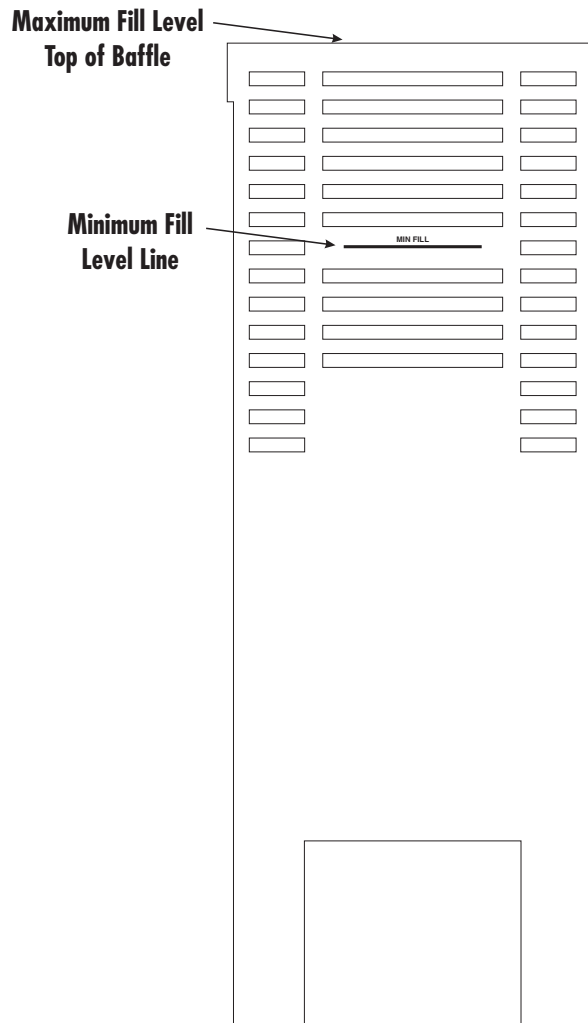 Maximum Fill Level
Top of Baffle
Minimum Fill
Level Line
MIN FILL